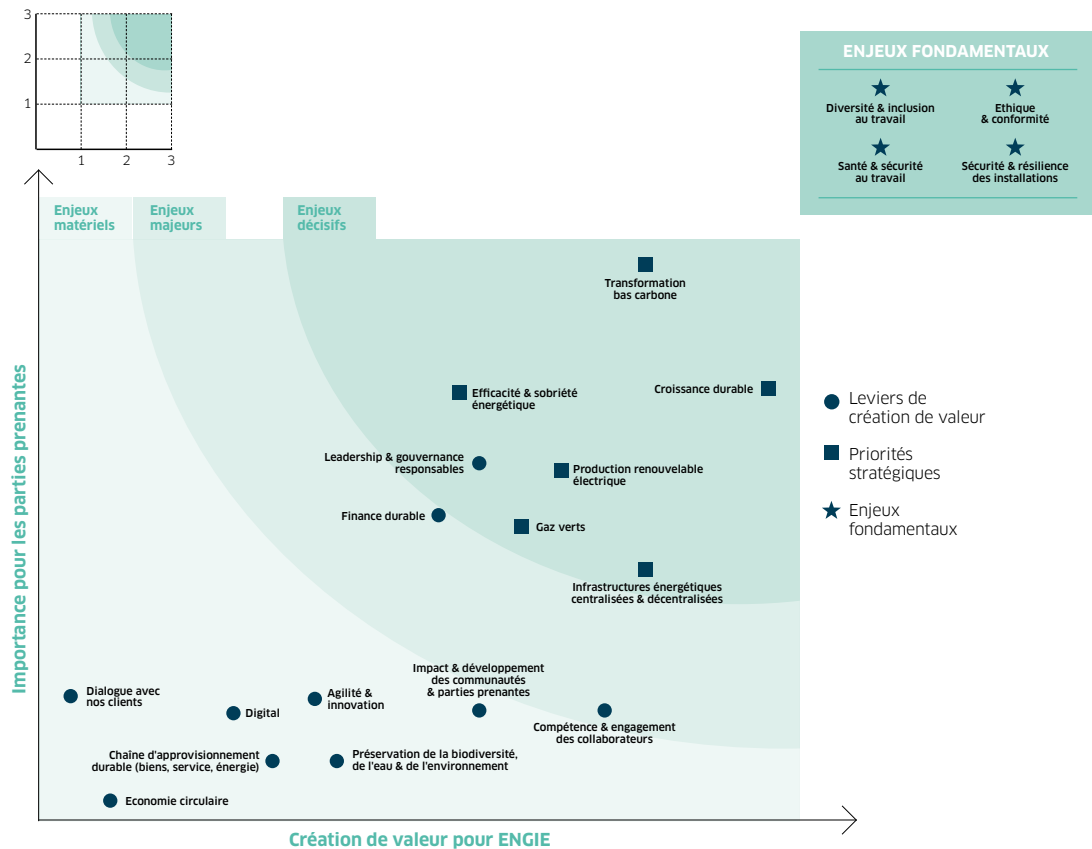 3
2
1
1
2
3
ENJEUX FONDAMENTAUX
Diversité & inclusion
au travail
Ethique
& conformité
Santé & sécurité
au travail
Sécurité & résilience
des installations
Enjeux
matériels
Enjeux
majeurs
Enjeux
décisifs
Importance pour les parties prenantes
Transformation
bas carbone
Efficacité & sobriété
énergétique
Croissance durable
Leadership & gouvernance
responsables
Production renouvelable
électrique
Finance durable
Gaz verts
Infrastructures énergétiques
centralisées & décentralisées
Impact & développement
des communautés
& parties prenantes
Dialogue avec
nos clients
Agilité &
innovation
Digital
Compétence & engagement
des collaborateurs
Chaîne d'approvisionnement
durable (biens, service, énergie)
Préservation de la biodiversité,
de l'eau & de l'environnement
Economie circulaire
Création de valeur pour ENGIE
Leviers de
création de valeur
Priorités
stratégiques
Enjeux
fondamentaux